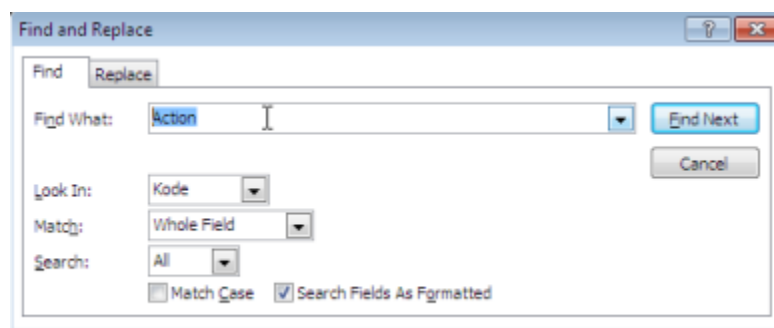 Find and Replace
Find Replace
Find What: Action Find Next
Cancel
Look In: Kode
Match: Whole Field
Search: All
Match Case Search Fields As Formatted